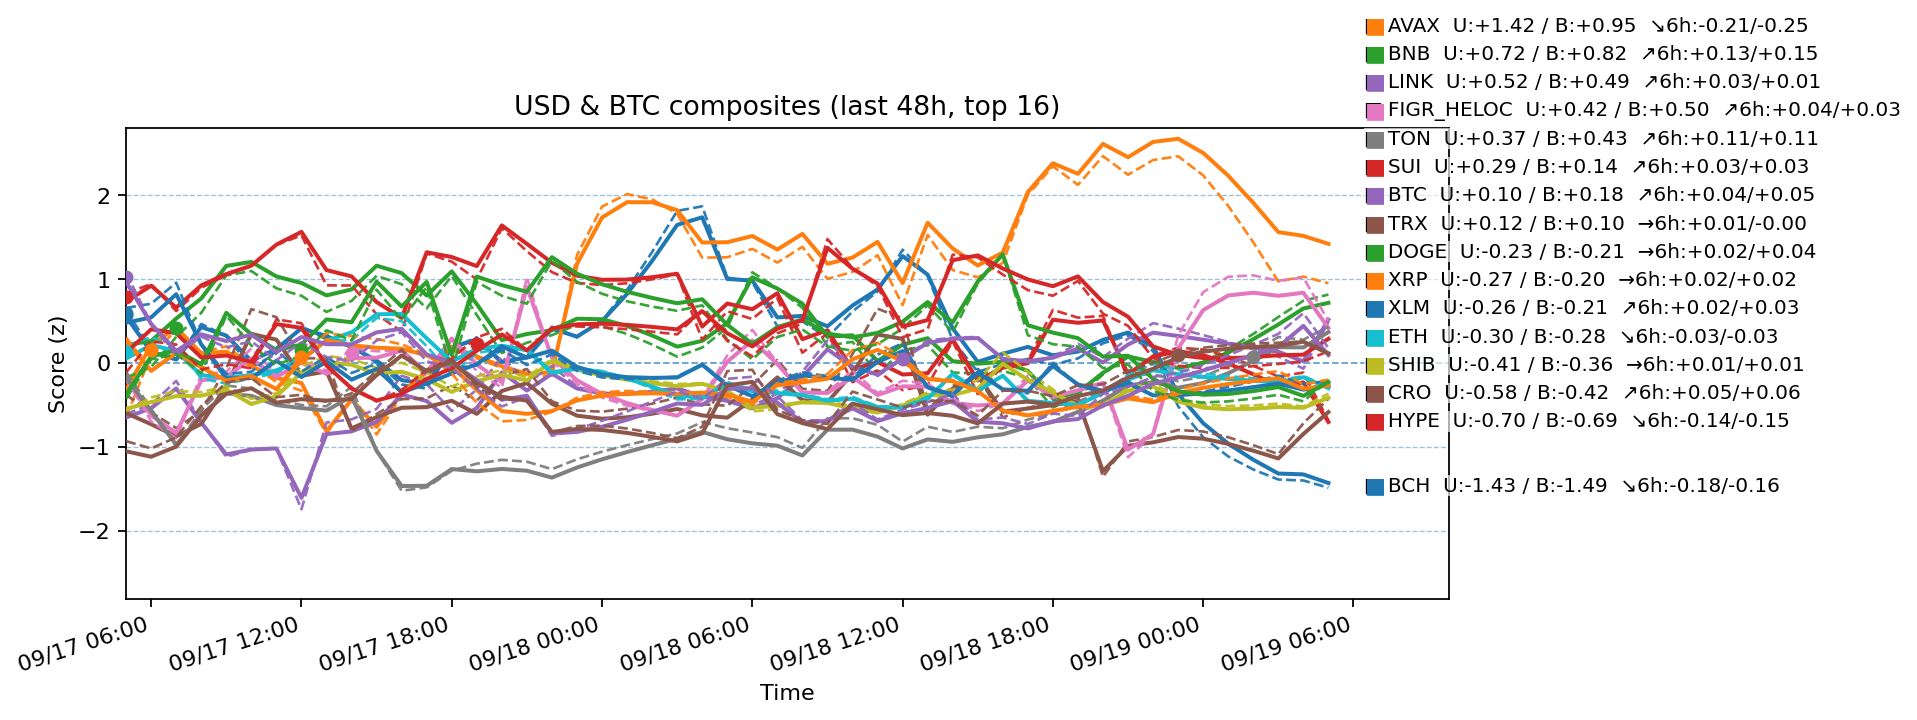 AVAX U:+1.42 / B:+0.95 ↘6h:-0.21/-0.25
BNB U:+0.72 / B:+0.82 ↗6h:+0.13/+0.15
LINK U:+0.52 / B:+0.49 ↗6h:+0.03/+0.01
FIGR_HELOC U:+0.42 / B:+0.50 ↗6h:+0.04/+0.03
TON U:+0.37 / B:+0.43 ↗6h:+0.11/+0.11
SUI U:+0.29 / B:+0.14 ↗6h:+0.03/+0.03
BTC U:+0.10 / B:+0.18 ↗6h:+0.04/+0.05
TRX U:+0.12 / B:+0.10 →6h:+0.01/-0.00
DOGE U:-0.23 / B:-0.21 →6h:+0.02/+0.04
XRP U:-0.27 / B:-0.20 →6h:+0.02/+0.02
XLM U:-0.26 / B:-0.21 ↗6h:+0.02/+0.03
ETH U:-0.30 / B:-0.28 ↘6h:-0.03/-0.03
SHIB U:-0.41 / B:-0.36 →6h:+0.01/+0.01
CRO U:-0.58 / B:-0.42 ↗6h:+0.05/+0.06
HYPE U:-0.70 / B:-0.69 ↘6h:-0.14/-0.15
BCH U:-1.43 / B:-1.49 ↘6h:-0.18/-0.16
USD & BTC composites (last 48h, top 16)
Score (z)
2
1
0
−1
−2
09/17 06:00
09/17 12:00
09/17 18:00
09/18 00:00
09/18 06:00
09/18 12:00
09/18 18:00
09/19 00:00
09/19 06:00
Time